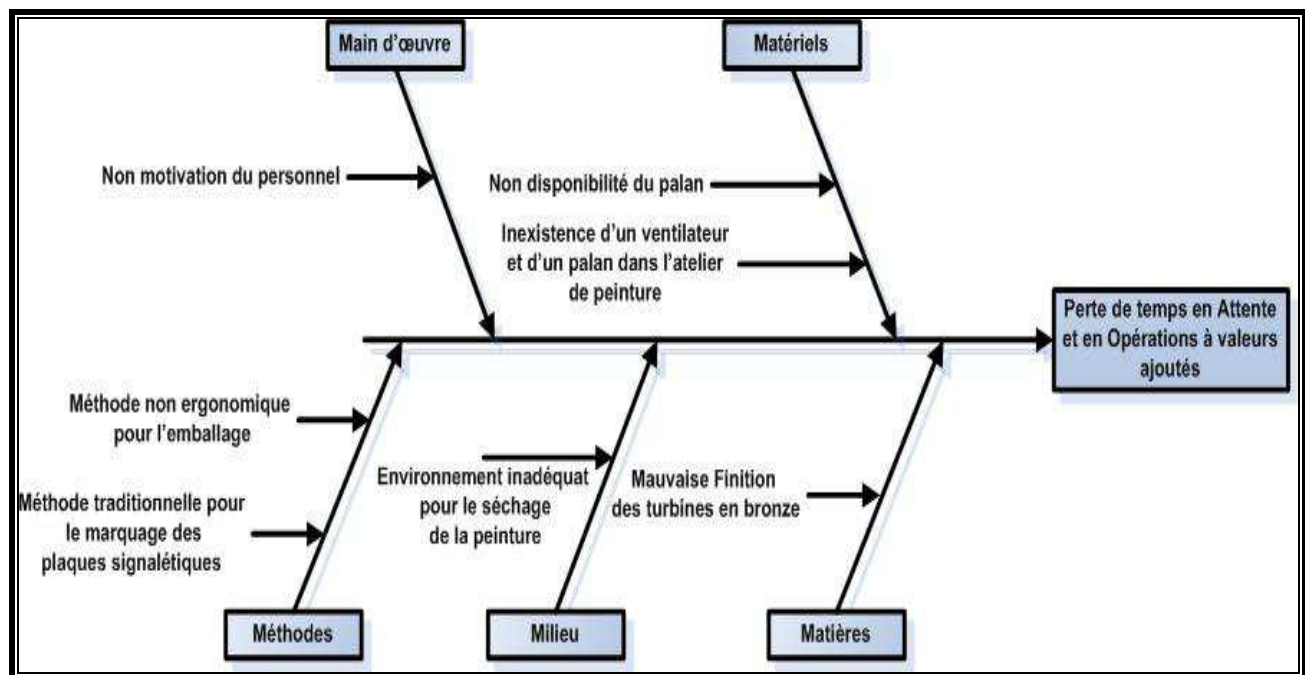 Main d'œuvre
Matériels
Non motivation du personnel
Non disponibilité du palan
Inexistence d'un ventilateur
et d'un palan dans l'atelier
de peinture
Perte de temps en Attente
et en Opérations à valeurs
ajoutés
Méthode non ergonomique
pour l'emballage
Méthode traditionnelle pour
le marquage des
plaques signalétiques
Environnement inadéquat
pour le séchage
de la peinture
Mauvaise Finition
des turbines en bronze
Méthodes
Milieu
Matières